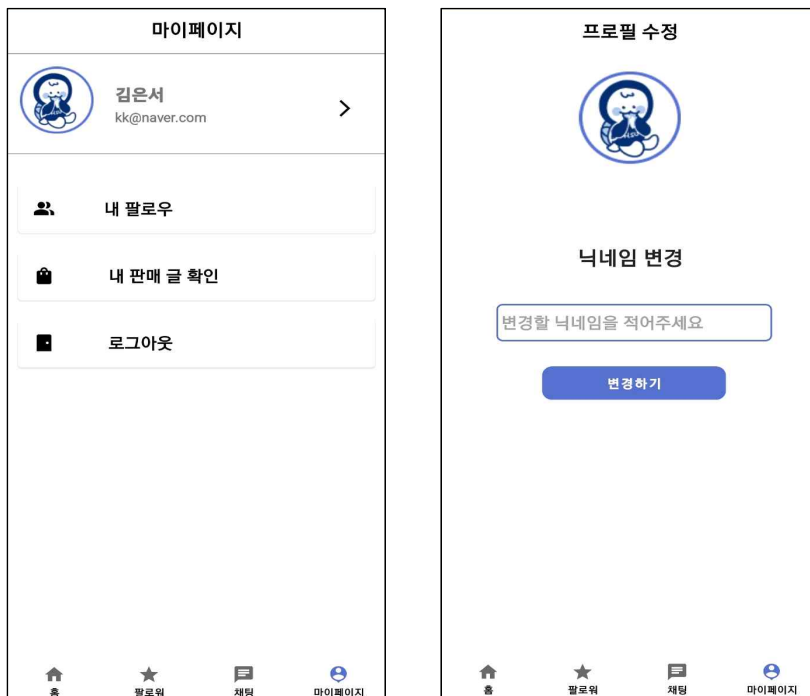 마이페이지
김은서
kk@naver.com
내 팔로우
내 판매 글 확인
로그아웃
홈
팔로워
채팅
마이페이지
프로필 수정
닉네임 변경
변경할 닉네임을 적어주세요
변경하기
홈
팔로워
채팅
마이페이지